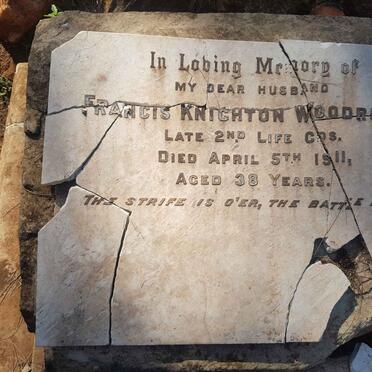 In Loving Memory of
MY DEAR HUSBAND
FRANCIS KNIGHTON
LATE 2ND LIFE GDS.
DIED APRIL 5TH 1911,
AGED 38 YEARS.
THE STRIFE IS O'ER, THE BATTLE